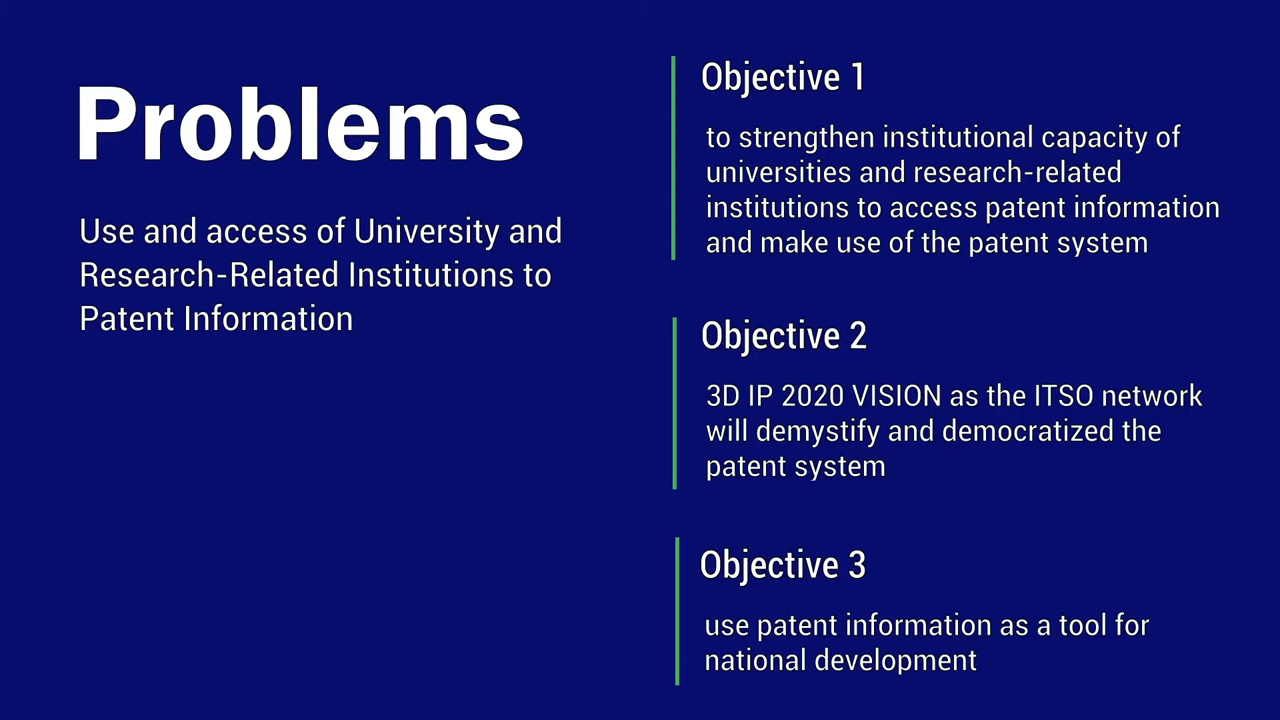 Problems
Use and access of University and
Research-Related Institutions to
Patent Information
Objective 1
to strengthen institutional capacity of
universities and research-related
institutions to access patent information
and make use of the patent system
Objective 2
3D IP 2020 VISION as the ITSO network
will demystify and democratized the
patent system
Objective 3
use patent information as a tool for
national development